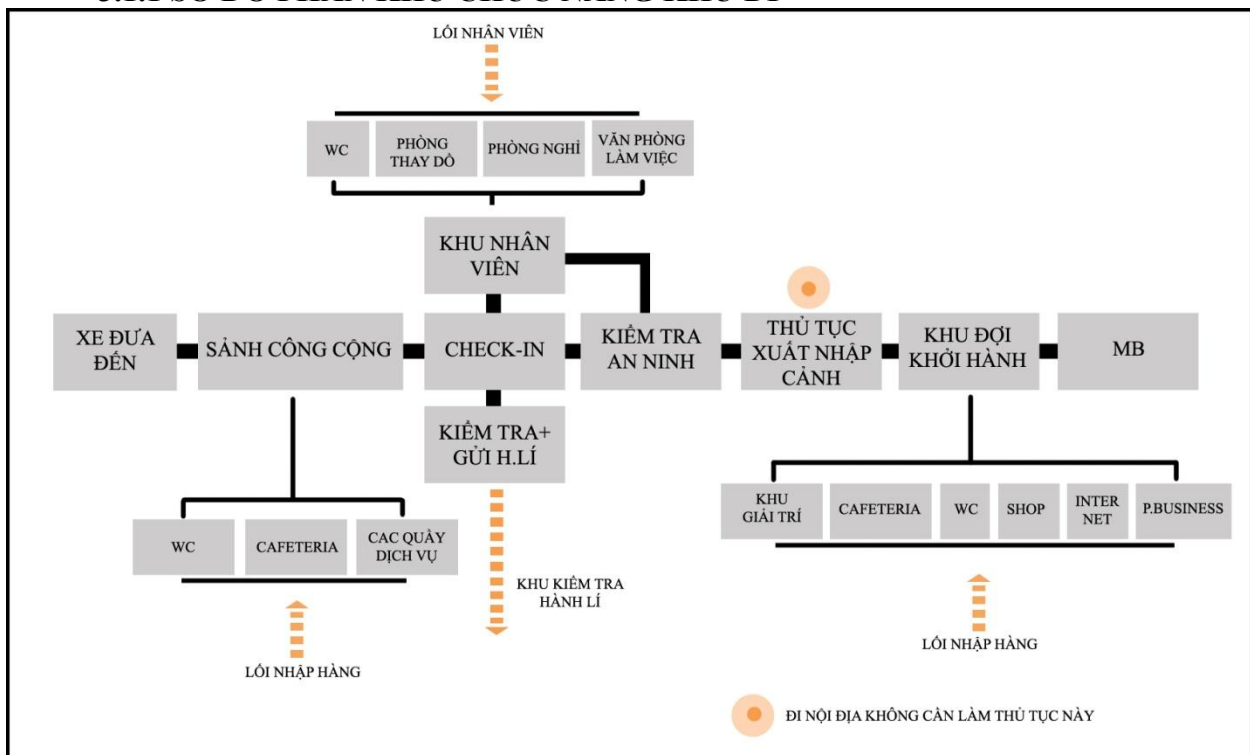 LỐI NHÂN VIÊN
WC
PHÒNG
THAY DỒ
PHÒNG NGHỈ
VĂN PHÒNG
LÀM VIỆC
KHU NHÂN
VIÊN
XE ĐƯA
ĐẾN
SẢNH CÔNG CỘNG
CHECK-IN
KIỂM TRA
AN NINH
THỦ TỤC
XUẤT NHẬP
CẢNH
KHU ĐỢI
KHỞI HÀNH
MB
KIỂM TRA+
GỬI H.LÍ
WC
CAFETERIA
CAC QUẦY
DỊCH VỤ
KHU
GIẢI TRÍ
CAFETERIA
WC
SHOP
INTER
NET
P.BUSINESS
KHU KIỂM TRA
HÀNH LÍ
LỐI NHẬP HÀNG
LỐI NHẬP HÀNG
ĐI NỘI ĐỊA KHÔNG CẦN LÀM THỦ TỤC NÀY